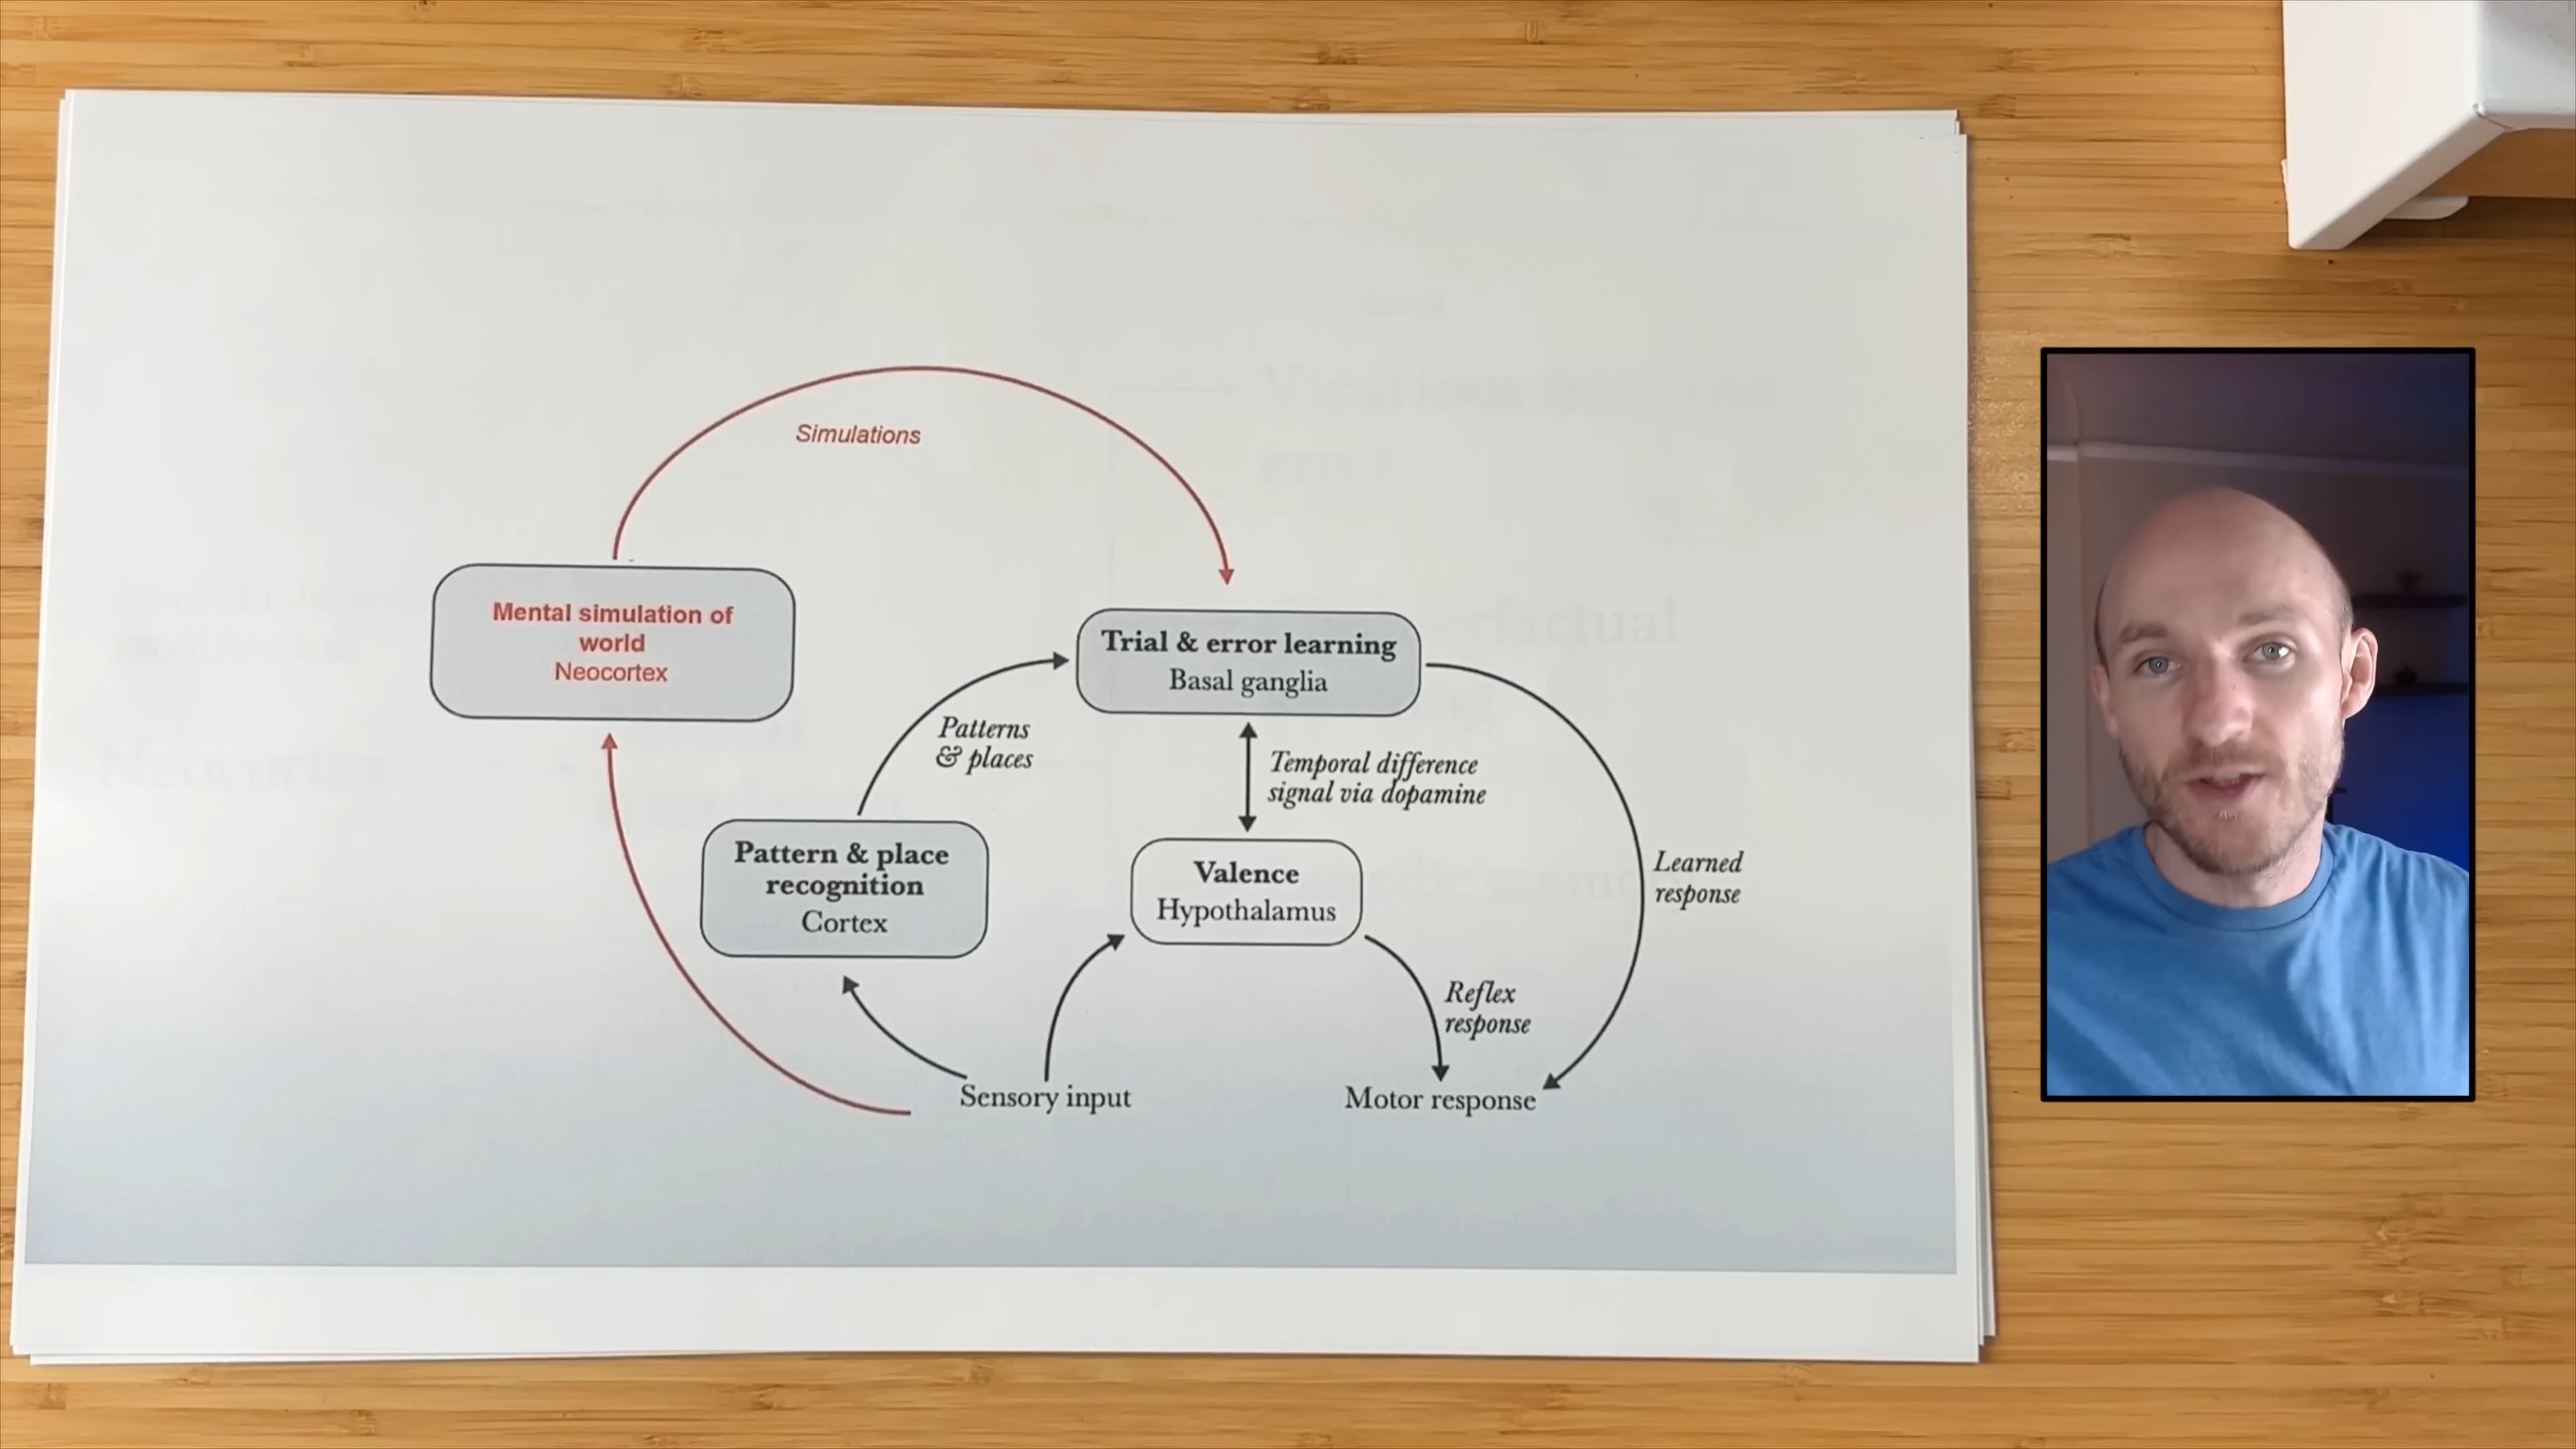 Simulations
Mental simulation of
world
Neocortex
Trial & error learning
Basal ganglia
Patterns
& places
Temporal difference
signal via dopamine
Pattern & place
recognition
Cortex
Valence
Hypothalamus
Learned
response
Reflex
response
Sensory input
Motor response